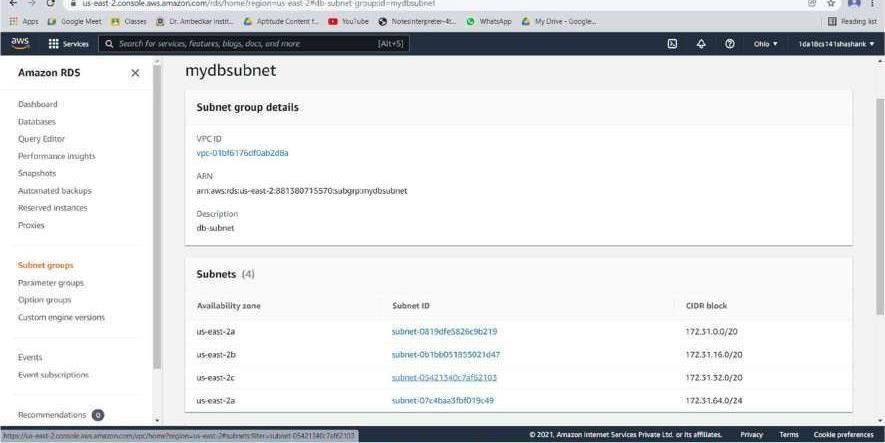 us-east-2.console.aws.amazon.com/rds/home?region=us-east-2#db-subnet-group:id=mydbsubnet
Apps Google Meet Classes Dr. Ambedkar Instit... Aptitude Content f... YouTube Notesinterpreter-4t... WhatsApp My Drive - Google... Reading list
aws Services Search for services, features, blogs, docs, and more [Alt+S] Ohio 1da18cs141shashank
Amazon RDS
mydbsubnet
Dashboard
Databases
Query Editor
Performance Insights
Snapshots
Automated backups
Reserved instances
Proxies
Subnet groups
Parameter groups
Option groups
Custom engine versions
Events
Event subscriptions
Recommendations 0
Subnet group details
VPC ID
vpc-01bf6176df0ab2d8a
ARN
arn:aws:rds:us-east-2:881380715570:subgrp:mydbsubnet
Description
db-subnet
Subnets (4)
Availability zone Subnet ID CIDR block
us-east-2a subnet-0819dfe5826c9b219 172.31.0.0/20
us-east-2b subnet-0b1bb051855021d47 172.31.16.0/20
us-east-2c subnet-05421340c7af62103 172.31.32.0/20
us-east-2a subnet-07c4baa3fbf019c49 172.31.64.0/24
https://us-east-2.console.aws.amazon.com/vpc/home?region=us-east-2#subnets:filter=subnet-05421340c7af62103
© 2021, Amazon Internet Services Private Ltd. or its affiliates. Privacy Terms Cookie preferences